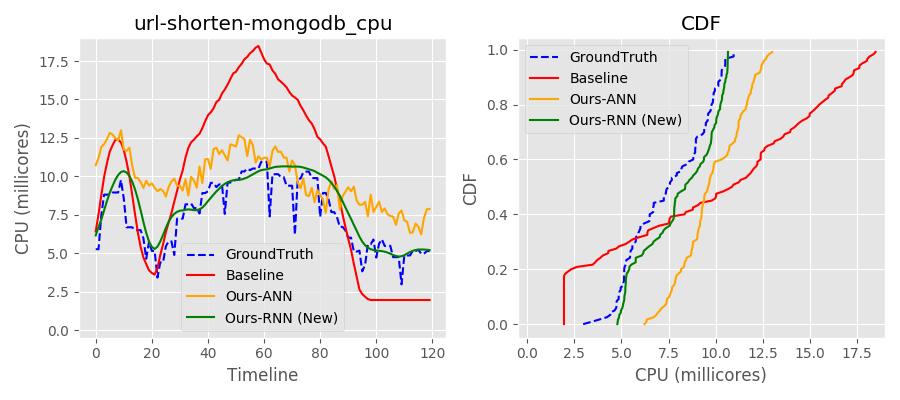 url-shorten-mongodb_cpu
CPU (millicores)
17.5
15.0
12.5
10.0
7.5
5.0
2.5
0.0
GroundTruth
Baseline
Ours-ANN
Ours-RNN (New)
0 20 40 60 80 100 120
Timeline
CDF
CDF
1.0
0.8
0.6
0.4
0.2
0.0
GroundTruth
Baseline
Ours-ANN
Ours-RNN (New)
0.0 2.5 5.0 7.5 10.0 12.5 15.0 17.5
CPU (millicores)